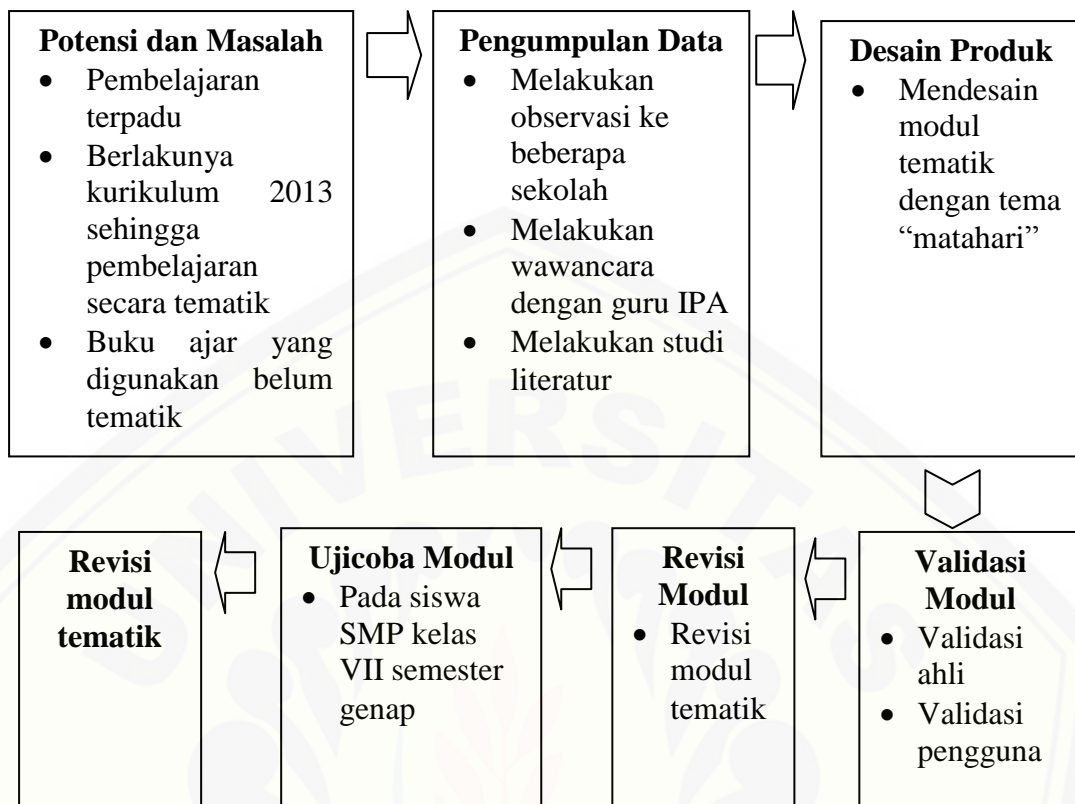 Potensi dan Masalah
• Pembelajaran
terpadu
• Berlakunya
kurikulum 2013
sehingga
pembelajaran
secara tematik
• Buku ajar yang
digunakan belum
tematik
Pengumpulan Data
• Melakukan
observasi ke
beberapa
sekolah
• Melakukan
wawancara
dengan guru IPA
• Melakukan studi
literatur
Desain Produk
• Mendesain
modul
tematik
dengan tema
“matahari”
Validasi
Modul
• Validasi
ahli
• Validasi
pengguna
Revisi
Modul
• Revisi
modul
tematik
Ujicoba Modul
• Pada siswa
SMP kelas
VII semester
genap
Revisi
modul
tematik
UNIVERSITAS